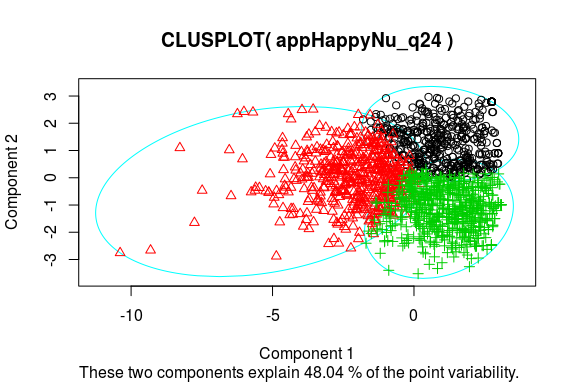 CLUSPLOT( appHappyNu_q24 )
Component 2
3
2
1
0
-1
-2
-3
-10
-5
0
Component 1
These two components explain 48.04 % of the point variability.